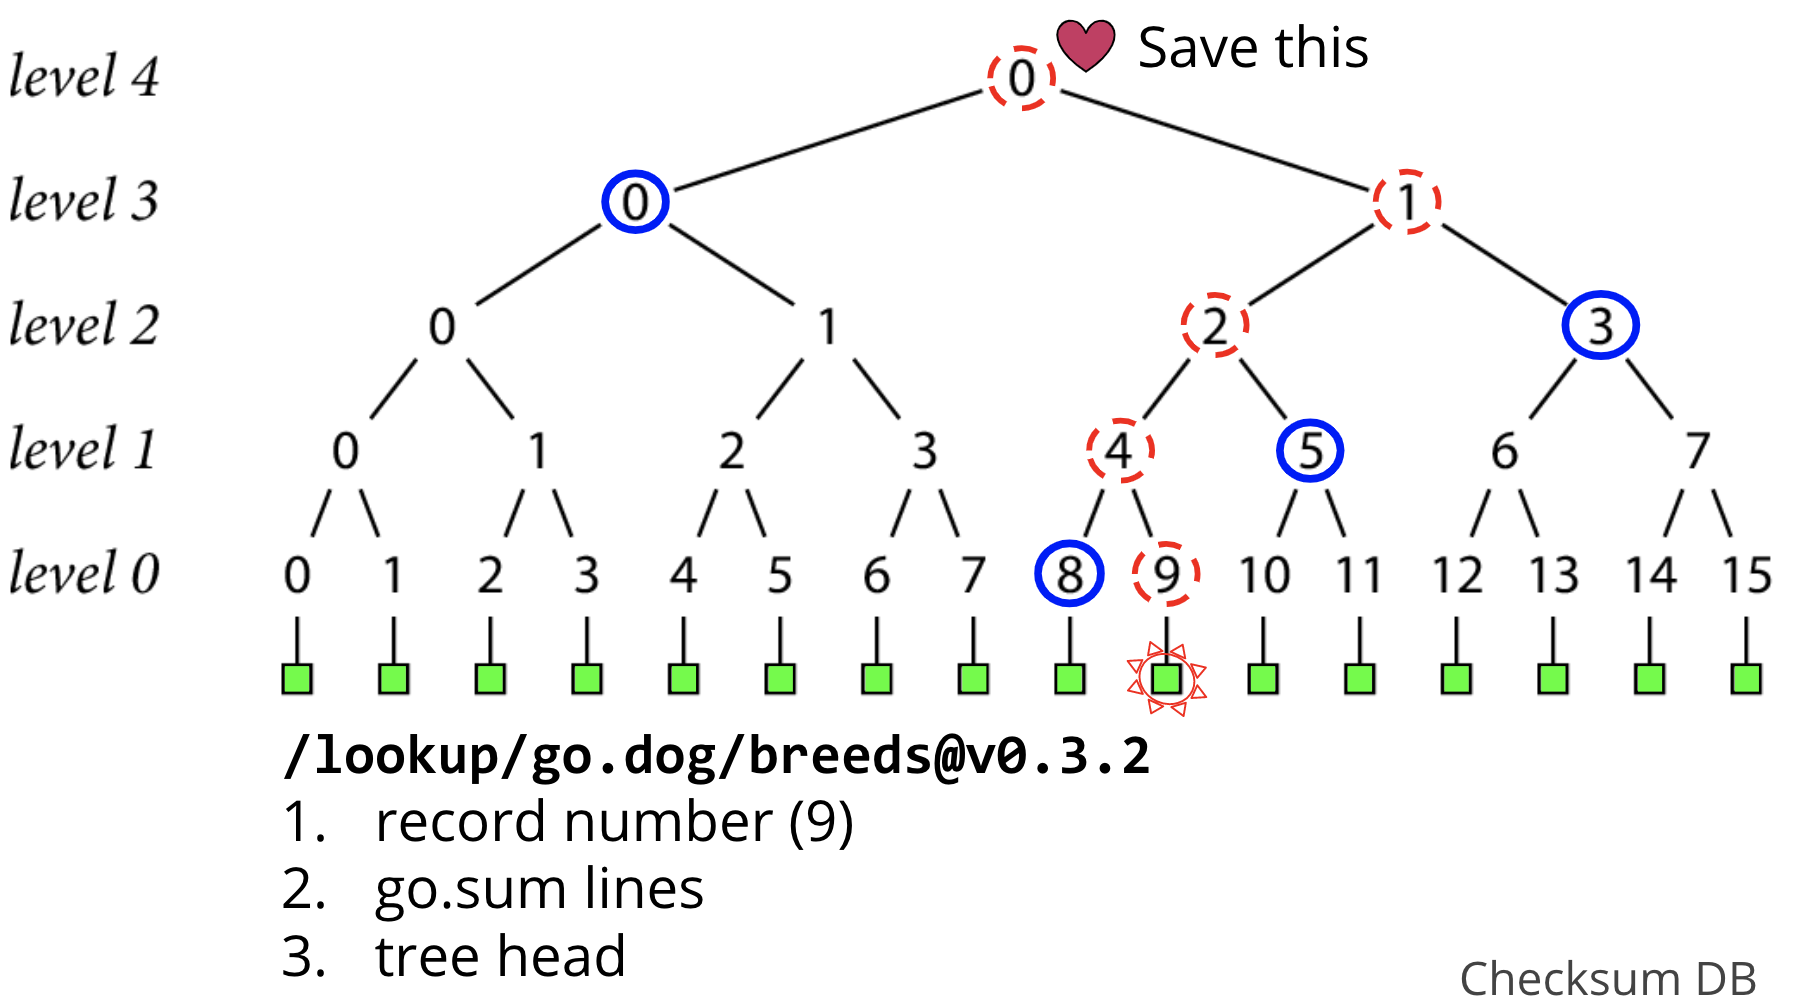 level 4 0 Save this
level 3 0 1
level 2 0 1 2 3
level 1 0 1 2 3 4 5 6 7
level 0 0 1 2 3 4 5 6 7 8 9 10 11 12 13 14 15
/lookup/go.dog/breeds@v0.3.2
1. record number (9)
2. go.sum lines
3. tree head
Checksum DB